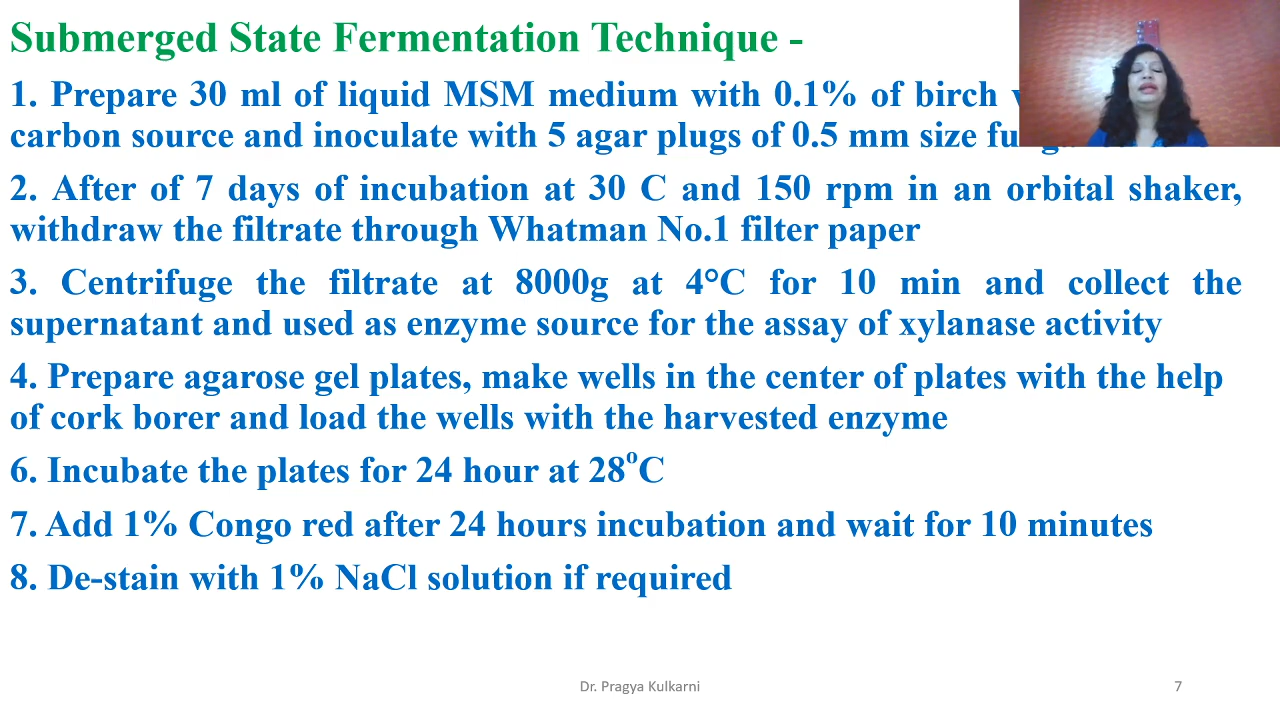 Submerged State Fermentation Technique -
1. Prepare 30 ml of liquid MSM medium with 0.1% of birch
carbon source and inoculate with 5 agar plugs of 0.5 mm size
2. After of 7 days of incubation at 30 C and 150 rpm in an orbital shaker,
withdraw the filtrate through Whatman No.1 filter paper
3. Centrifuge the filtrate at 8000g at 4°C for 10 min and collect the
supernatant and used as enzyme source for the assay of xylanase activity
4. Prepare agarose gel plates, make wells in the center of plates with the help
of cork borer and load the wells with the harvested enzyme
6. Incubate the plates for 24 hour at 28°C
7. Add 1% Congo red after 24 hours incubation and wait for 10 minutes
8. De-stain with 1% NaCl solution if required
Dr. Pragya Kulkarni
7